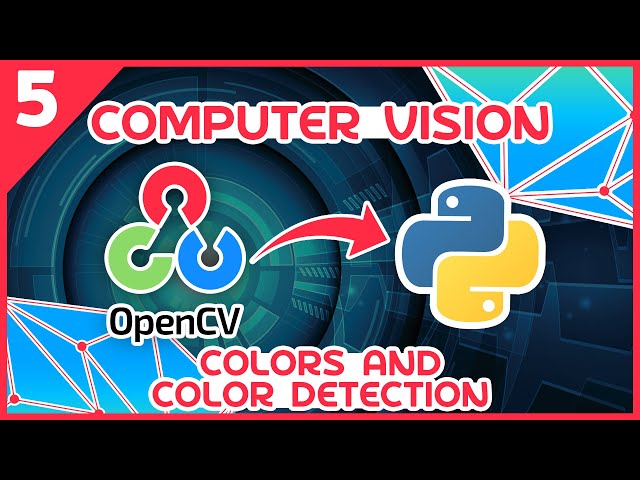 5
COMPUTER VISION
OpenCV
COLORS AND
COLOR DETECTION